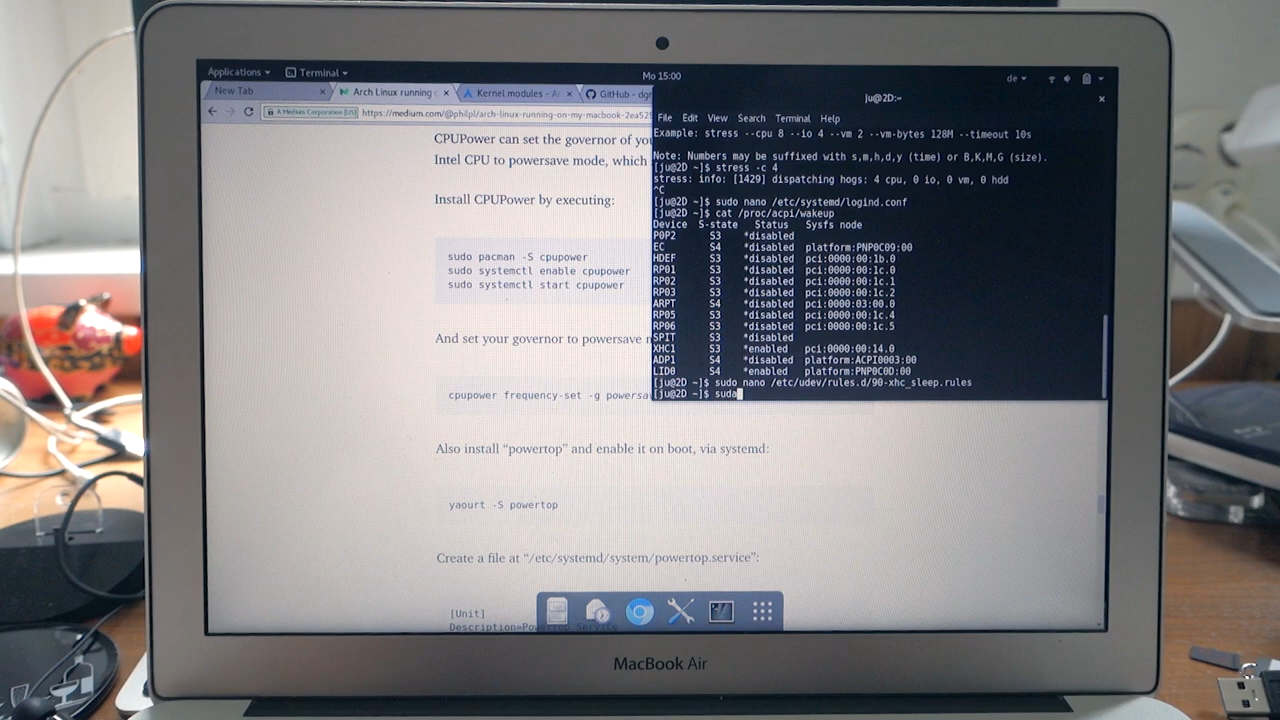 Applications Terminal Mo 15:00 de
New Tab × Arch Linux running × Kernel modules - A × GitHub - dgr
A Medium Corporation [US] https://medium.com/@philpl/arch-linux-running-on-my-macbook-2ea525
CPUPower can set the governor of you
Intel CPU to powersave mode, which
Install CPUPower by executing:
sudo pacman -S cpupower
sudo systemctl enable cpupower
sudo systemctl start cpupower
And set your governor to powersave
cpupower frequency-set -g powersa
Also install “powertop” and enable it on boot, via systemd:
yaourt -S powertop
Create a file at “/etc/systemd/system/powertop.service”:
[Unit]
Description=PowerTop Service
ju@2D:~
File Edit View Search Terminal Help
Example: stress --cpu 8 --io 4 --vm 2 --vm-bytes 128M --timeout 10s
Note: Numbers may be suffixed with s,m,h,d,y (time) or B,K,M,G (size).
[ju@2D ~]$ stress -c 4
stress: info: [1429] dispatching hogs: 4 cpu, 0 io, 0 vm, 0 hdd
^C
[ju@2D ~]$ sudo nano /etc/systemd/logind.conf
[ju@2D ~]$ cat /proc/acpi/wakeup
Device S-state Status Sysfs node
P0P2 S3 *disabled
EC S4 *disabled platform:PNP0C09:00
HDEF S3 *disabled pci:0000:00:1b.0
RP01 S3 *disabled pci:0000:00:1c.0
RP02 S3 *disabled pci:0000:00:1c.1
RP03 S3 *disabled pci:0000:00:1c.2
ARPT S4 *disabled pci:0000:03:00.0
RP05 S3 *disabled pci:0000:00:1c.4
RP06 S3 *disabled pci:0000:00:1c.5
SPIT S3 *disabled
XHC1 S3 *enabled pci:0000:00:14.0
ADP1 S4 *disabled platform:ACPI0003:00
LID0 S4 *enabled platform:PNP0C0D:00
[ju@2D ~]$ sudo nano /etc/udev/rules.d/90-xhc_sleep.rules
[ju@2D ~]$ suda
MacBook Air